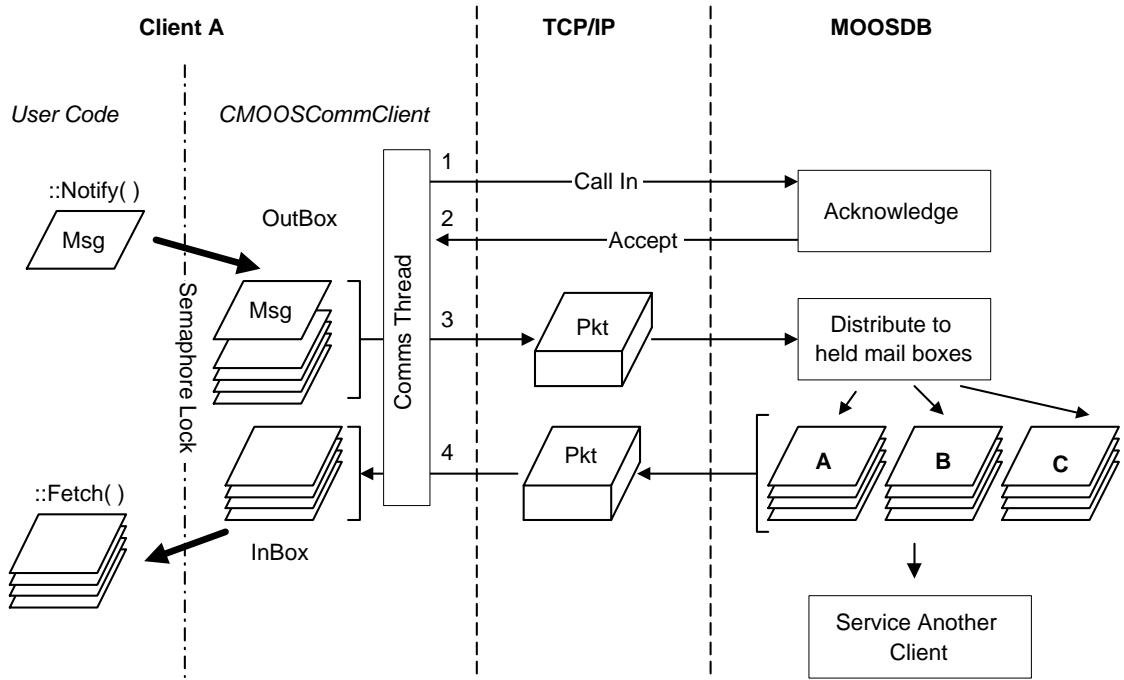 Client A
TCP/IP
MOOSDB
User Code
CMOOSCommClient
::Notify( )
Msg
OutBox
Msg
Semaphore Lock
Comms Thread
1
Call In
Acknowledge
2
Accept
3
Pkt
Distribute to
held mail boxes
4
Pkt
A
B
C
::Fetch( )
InBox
Service Another
Client